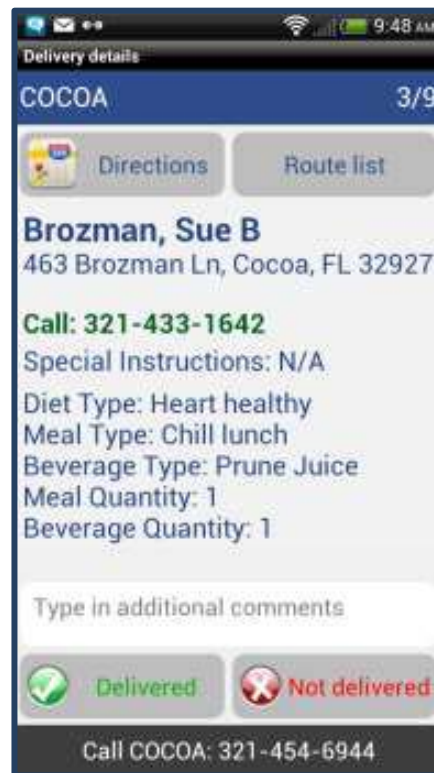 9:48 AM
Delivery details
COCOA 3/9
Directions Route list
Brozman, Sue B
463 Brozman Ln, Cocoa, FL 32927
Call: 321-433-1642
Special Instructions: N/A
Diet Type: Heart healthy
Meal Type: Chill lunch
Beverage Type: Prune Juice
Meal Quantity: 1
Beverage Quantity: 1
Type in additional comments
Delivered Not delivered
Call COCOA: 321-454-6944